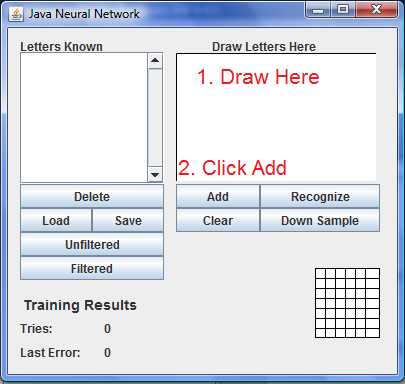 Java Neural Network
Letters Known
Draw Letters Here
1. Draw Here
2. Click Add
Delete
Add
Recognize
Load
Save
Clear
Down Sample
Unfiltered
Filtered
Training Results
Tries: 0
Last Error: 0